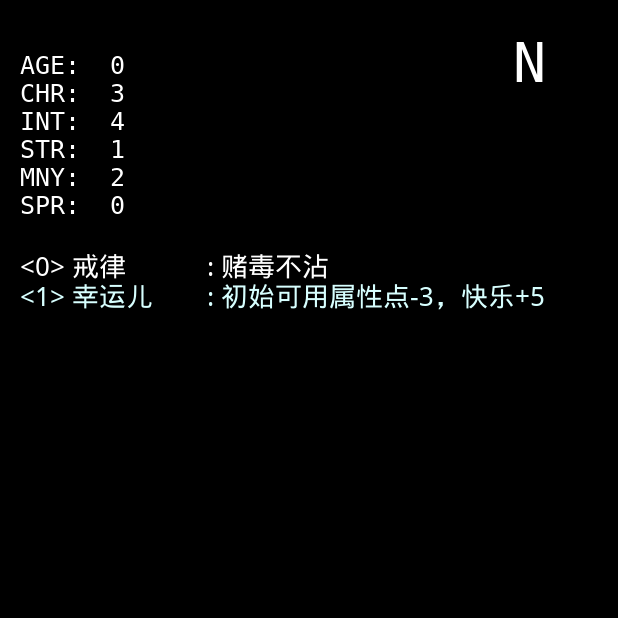 N
AGE: 0
CHR: 3
INT: 4
STR: 1
MNY: 2
SPR: 0
<0> 戒律 : 赌毒不沾
<1> 幸运儿 : 初始可用属性点-3，快乐+5